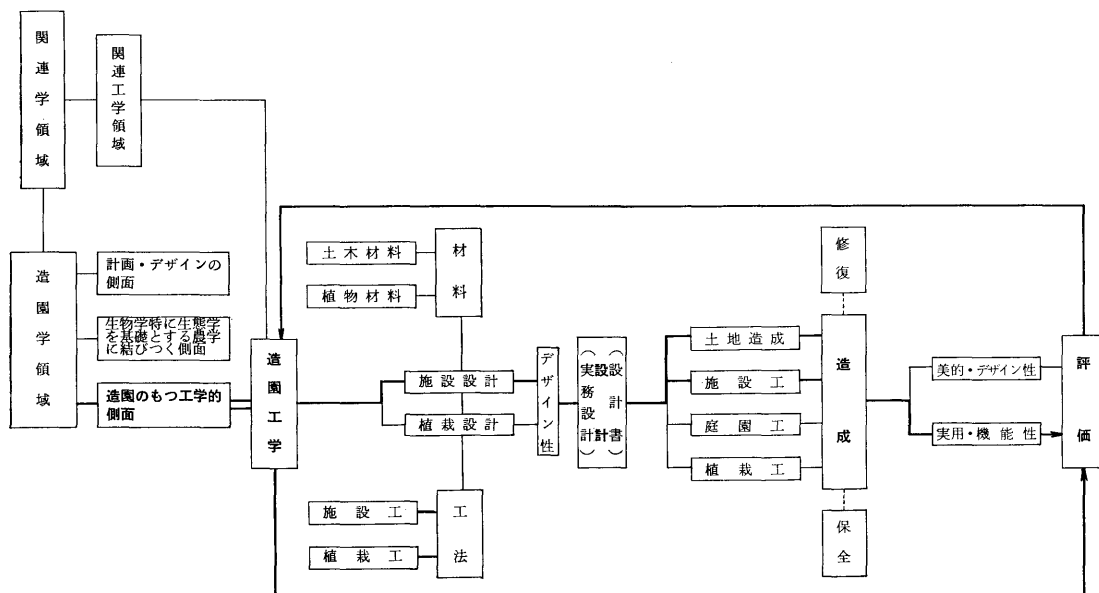 関連学領域
関連工学領域
造園学領域
計画・デザインの
側面
生物学特に生態学
を基礎とする農学
に結びつく側面
造園のもつ工学的
側面
造園工学
土木材料
植物材料
材料
施設設計
植栽設計
施設工
植栽工
工法
デザイン性
(設計書)
設計
(実務設計)
土地造成
施設工
庭園工
植栽工
修復
造成
保全
美的・デザイン性
実用・機能性
評価